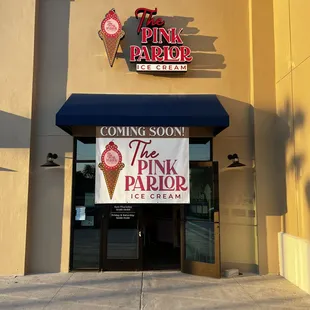 The
PINK
PARLOR
ICE CREAM
COMING SOON!
The
PINK
PARLOR
ICE CREAM